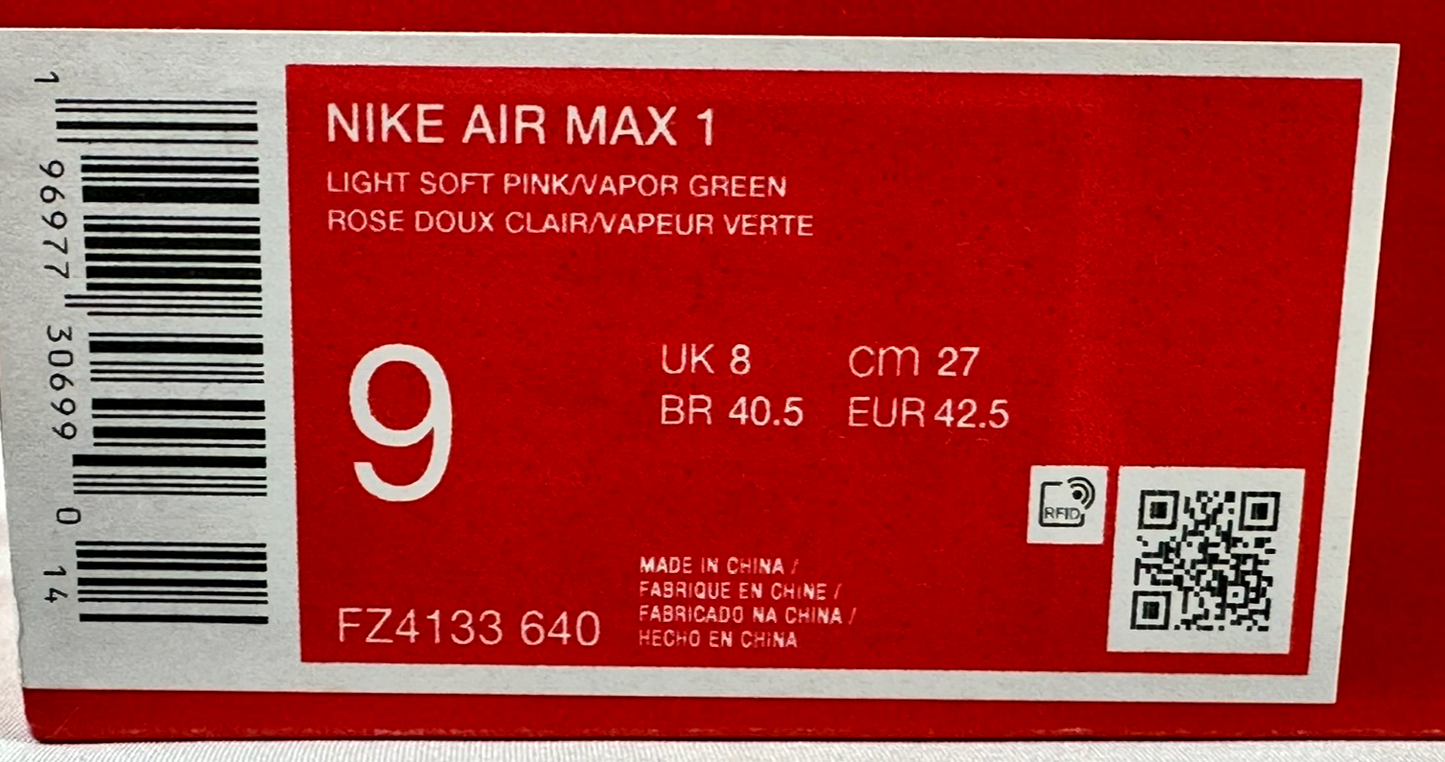 NIKE AIR MAX 1
LIGHT SOFT PINK/VAPOR GREEN
ROSE DOUX CLAIR/VAPEUR VERTE
9
UK 8
cm 27
BR 40.5
EUR 42.5
RFID
FZ4133 640
MADE IN CHINA /
FABRIQUE EN CHINE /
FABRICADO NA CHINA /
HECHO EN CHINA
1 96977 30699 0 14